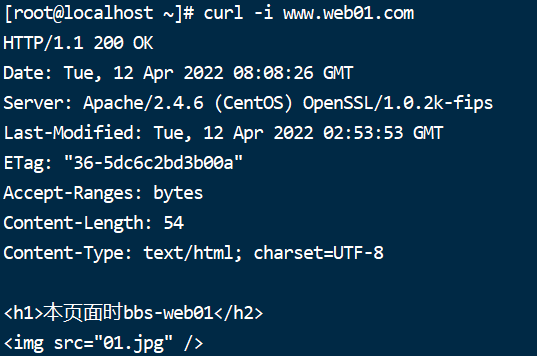 [root@localhost ~]# curl -i www.web01.com
HTTP/1.1 200 OK
Date: Tue, 12 Apr 2022 08:08:26 GMT
Server: Apache/2.4.6 (CentOS) OpenSSL/1.0.2k-fips
Last-Modified: Tue, 12 Apr 2022 02:53:53 GMT
ETag: "36-5dc6c2bd3b00a"
Accept-Ranges: bytes
Content-Length: 54
Content-Type: text/html; charset=UTF-8
<h1>本页面时bbs-web01</h2>
<img src="01.jpg" />